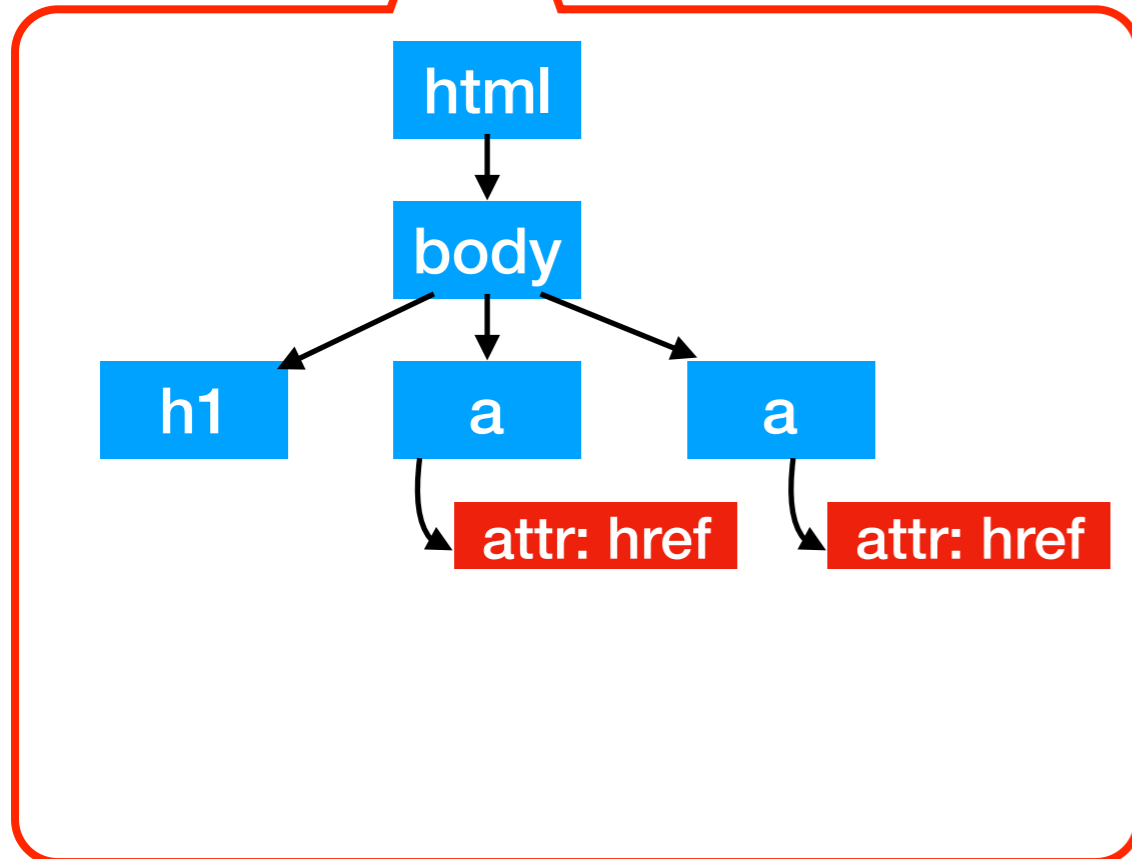 html
body
h1
a
a
attr: href
attr: href